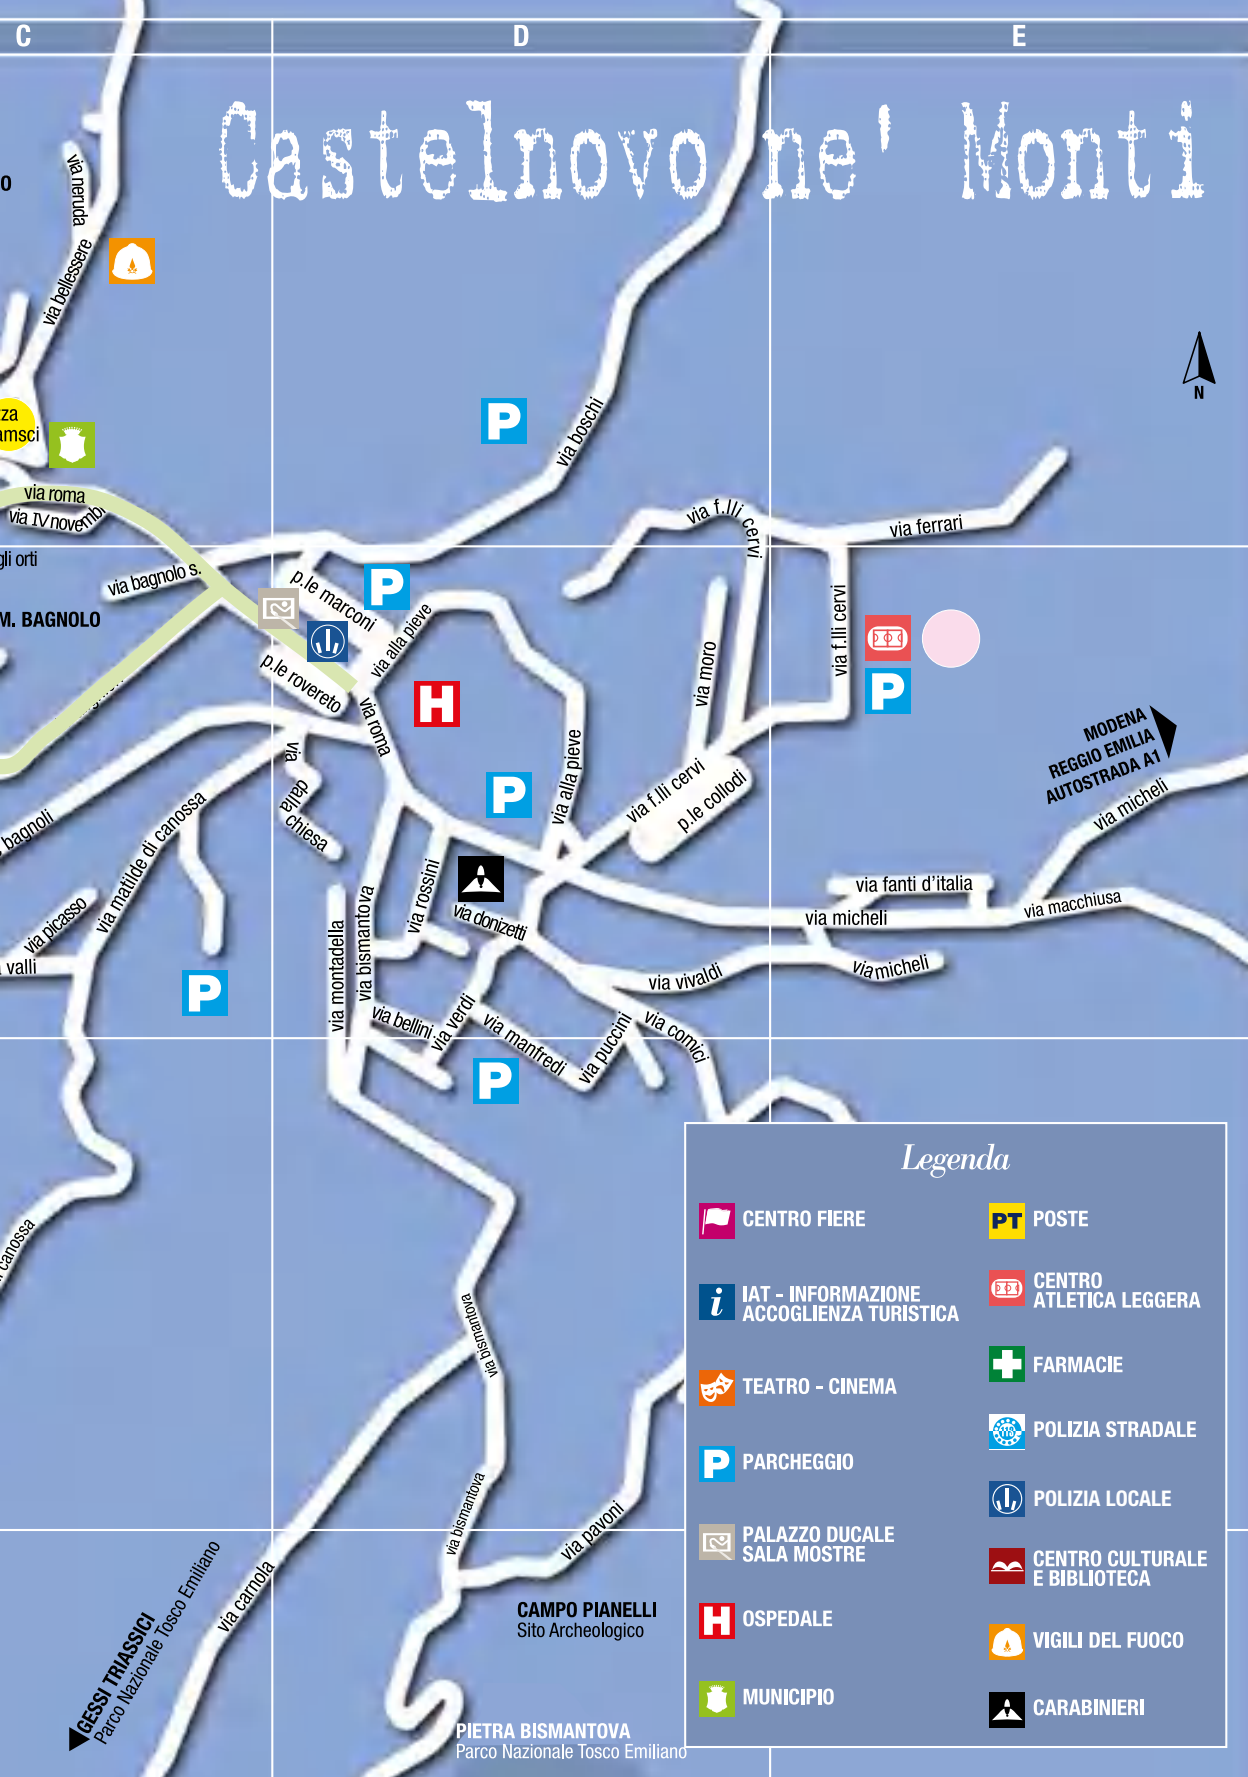 C
D
E
Castelnovo ne' Monti
via neruda
via bellessere
zza
amsci
via roma
gli orti
via bagnolo s.
M. BAGNOLO
p.le marconi
p.le rovereto
via alla pieve
via roma
P
via boschi
N
via f.lli cervi
via ferrari
P
via f.lli cervi
via moro
H
P
MODENA
REGGIO EMILIA
AUTOSTRADA A1
via micheli
via alla pieve
via f.lli cervi
p.le collodi
P
via
dalla
chiesa
bagnoli
via matilde di canossa
via picasso
valli
P
via montadella
via bismantova
via rossini
via donizetti
via fanti d'italia
via micheli
via macchiusa
via micheli
via vivaldi
via bellini
via verdi
via manfredi
via puccini
via comici
P
canossa
via bismantova
via bismantova
via pavoni
via carnola
GESSI TRIASSICI
Parco Nazionale Tosco Emiliano
CAMPO PIANELLI
Sito Archeologico
PIETRA BISMANTOVA
Parco Nazionale Tosco Emiliano
Legenda
CENTRO FIERE
i IAT - INFORMAZIONE
ACCOGLIENZA TURISTICA
TEATRO - CINEMA
P PARCHEGGIO
PALAZZO DUCALE
SALA MOSTRE
H OSPEDALE
MUNICIPIO
PT POSTE
CENTRO
ATLETICA LEGGERA
FARMACIE
POLIZIA STRADALE
POLIZIA LOCALE
CENTRO CULTURALE
E BIBLIOTECA
VIGILI DEL FUOCO
CARABINIERI